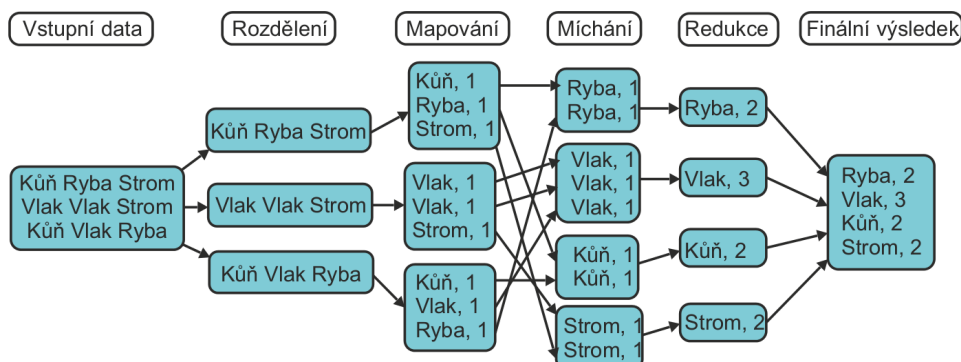 Vstupní data
Rozdělení
Mapování
Míchání
Redukce
Finální výsledek
Kůň Ryba Strom
Vlak Vlak Strom
Kůň Vlak Ryba
Kůň Ryba Strom
Vlak Vlak Strom
Kůň Vlak Ryba
Kůň, 1
Ryba, 1
Strom, 1
Vlak, 1
Vlak, 1
Strom, 1
Kůň, 1
Vlak, 1
Ryba, 1
Ryba, 1
Ryba, 1
Vlak, 1
Vlak, 1
Vlak, 1
Kůň, 1
Kůň, 1
Strom, 1
Strom, 1
Ryba, 2
Vlak, 3
Kůň, 2
Strom, 2
Ryba, 2
Vlak, 3
Kůň, 2
Strom, 2